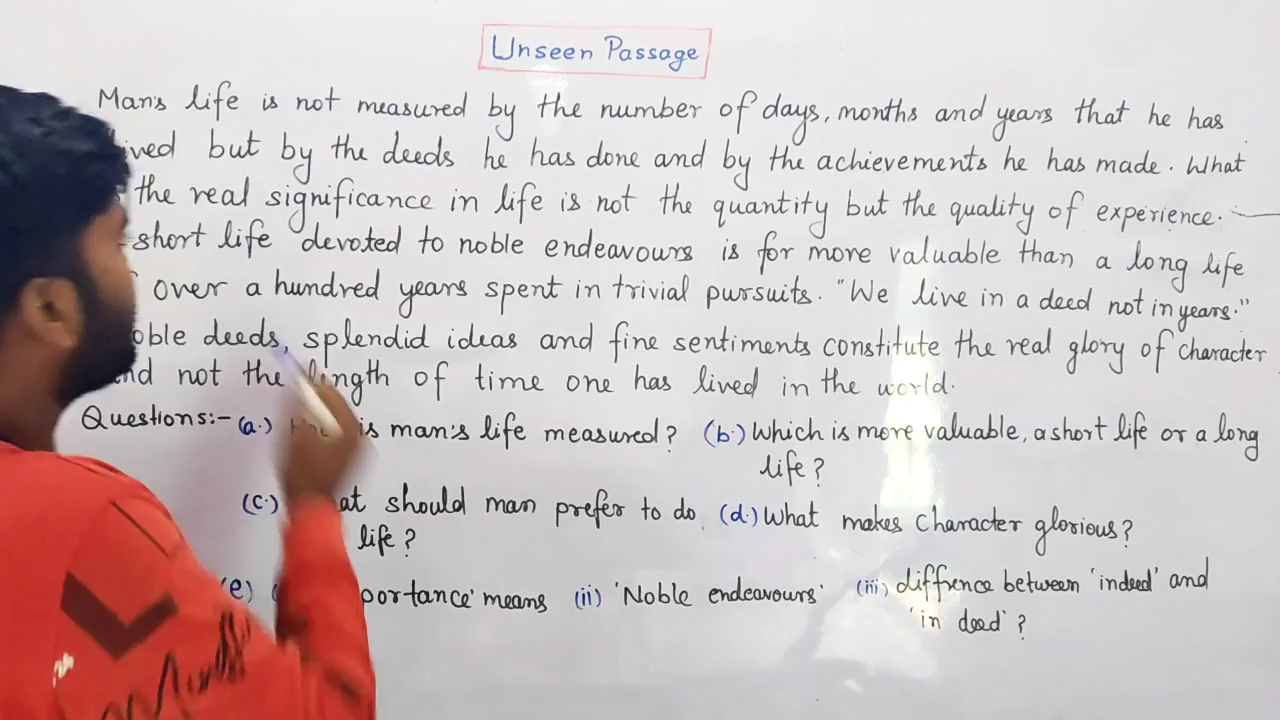 Unseen Passage
Man's life is not measured by the number of days, months and years that he has
but by the deeds he has done and by the achievements he has made. What
the real significance in life is not the quantity but the quality of experience.
short life devoted to noble endeavours is for more valuable than a long life
over a hundred years spent in trivial pursuits. "We live in a deed not in years."
deeds, splendid ideas and fine sentiments constitute the real glory of character
not the length of time one has lived in the world.
Questions:- (a.) is man's life measured? (b.) Which is more valuable, a short life or a long
life?
(c.) should man prefer to do (d.) What makes character glorious?
life?
(e) means (ii) 'Noble endeavours' (iii) diffrence between 'indeed' and
'in deed'?